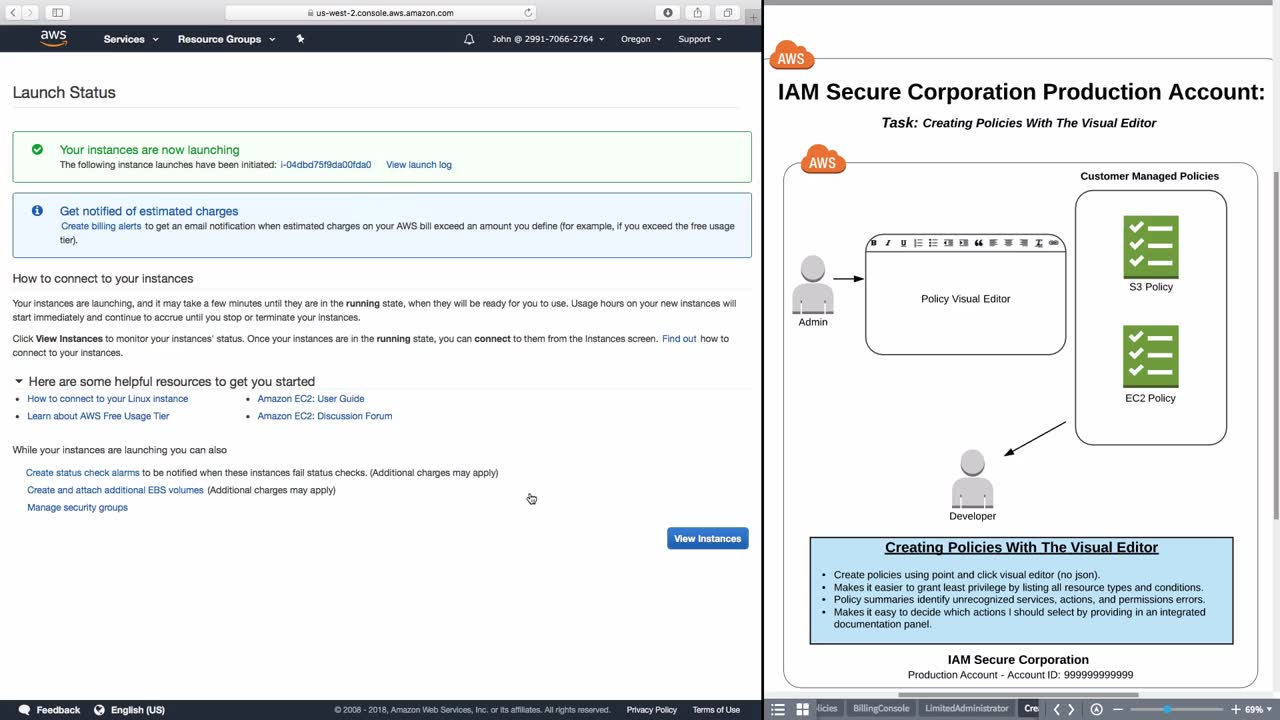 us-west-2.console.aws.amazon.com
aws
Services
Resource Groups
John @ 2991-7066-2764
Oregon
Support
Launch Status
Your instances are now launching
The following instance launches have been initiated: i-04dbd75f9da00fda0 View launch log
Get notified of estimated charges
Create billing alerts to get an email notification when estimated charges on your AWS bill exceed an amount you define (for example, if you exceed the free usage
tier).
How to connect to your instances
Your instances are launching, and it may take a few minutes until they are in the running state, when they will be ready for you to use. Usage hours on your new instances will
start immediately and continue to accrue until you stop or terminate your instances.
Click View Instances to monitor your instances' status. Once your instances are in the running state, you can connect to them from the Instances screen. Find out how to
connect to your instances.
Here are some helpful resources to get you started
• How to connect to your Linux instance
• Amazon EC2: User Guide
• Learn about AWS Free Usage Tier
• Amazon EC2: Discussion Forum
While your instances are launching you can also
Create status check alarms to be notified when these instances fail status checks. (Additional charges may apply)
Create and attach additional EBS volumes (Additional charges may apply)
Manage security groups
View Instances
Feedback
English (US)
© 2008 - 2018, Amazon Web Services, Inc. or its affiliates. All rights reserved.
Privacy Policy
Terms of Use
AWS
IAM Secure Corporation Production Account:
Task: Creating Policies With The Visual Editor
AWS
Customer Managed Policies
B I U
Policy Visual Editor
Admin
S3 Policy
EC2 Policy
Developer
Creating Policies With The Visual Editor
• Create policies using point and click visual editor (no json).
• Makes it easier to grant least privilege by listing all resource types and conditions.
• Policy summaries identify unrecognized services, actions, and permissions errors.
• Makes it easy to decide which actions I should select by providing in an integrated
documentation panel.
IAM Secure Corporation
Production Account - Account ID: 999999999999
licies
BillingConsole
LimitedAdministrator
Cre
69%